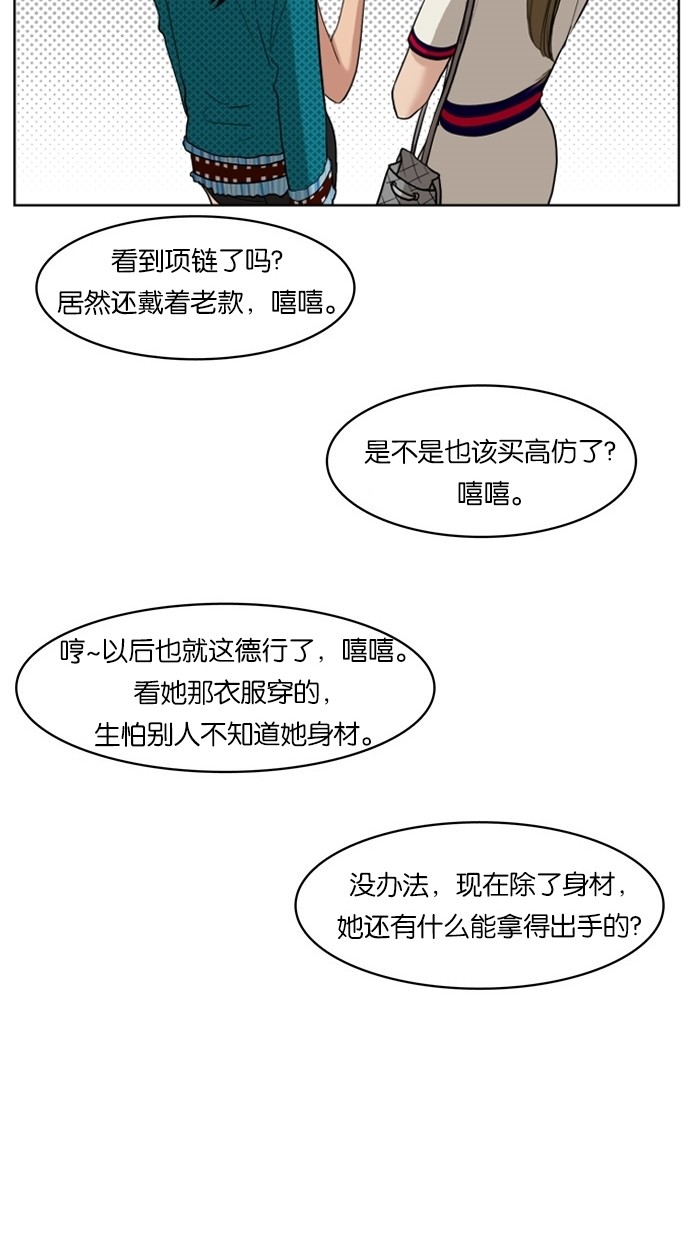 看到项链了吗?
居然还戴着老款，嘻嘻。
是不是也该买高仿了?
嘻嘻。
哼~以后也就这德行了，嘻嘻。
看她那衣服穿的，
生怕别人不知道她身材。
没办法，现在除了身材，
她还有什么能拿得出手的?